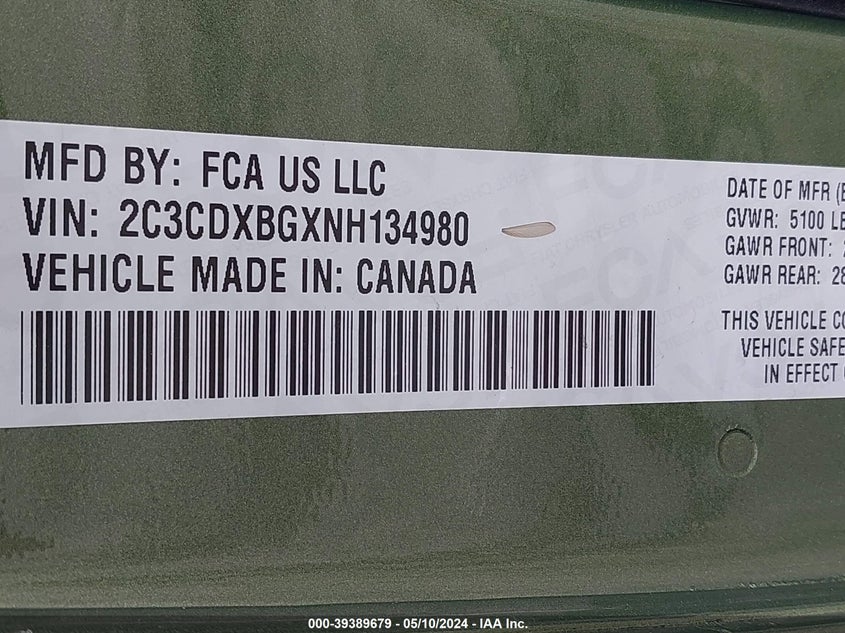 MFD BY: FCA US LLC
VIN: 2C3CDXBGXNH134980
VEHICLE MADE IN: CANADA
DATE OF MFR
GVWR: 5100
GAWR FRONT:
GAWR REAR:
THIS VEHICLE
VEHICLE
IN EFFECT
000-39389679 - 05/10/2024 - IAA Inc.